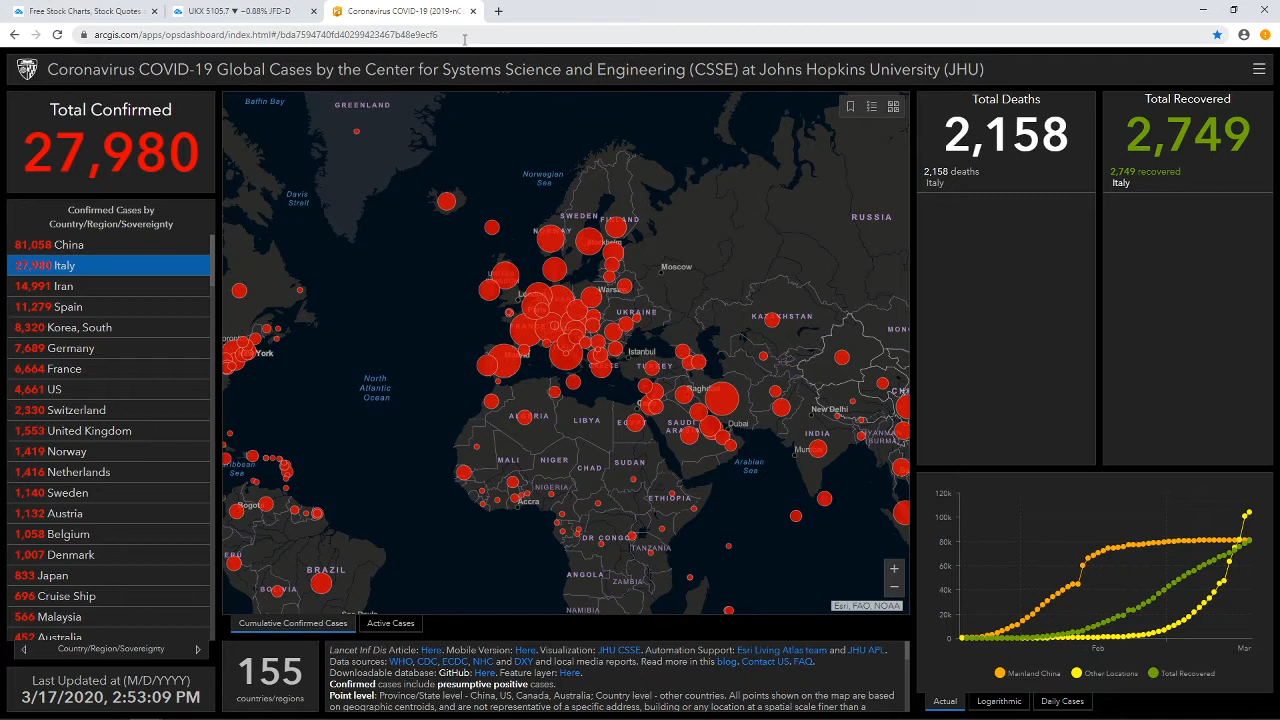 Free Stock Charts, Stock Quotes
UKX 5105.7 ▼ −0.88% JFD-D
Coronavirus COVID-19 (2019-nC
arcgis.com/apps/opsdashboard/index.html#/bda7594740fd40299423467b48e9ecf6
Coronavirus COVID-19 Global Cases by the Center for Systems Science and Engineering (CSSE) at Johns Hopkins University (JHU)
Total Confirmed
27,980
Confirmed Cases by
Country/Region/Sovereignty
81,058 China
27,980 Italy
14,991 Iran
11,279 Spain
8,320 Korea, South
7,689 Germany
6,664 France
4,661 US
2,330 Switzerland
1,553 United Kingdom
1,419 Norway
1,416 Netherlands
1,140 Sweden
1,132 Austria
1,058 Belgium
1,007 Denmark
833 Japan
696 Cruise Ship
566 Malaysia
452 Australia
Country/Region/Sovereignty
Last Updated at (M/D/YYYY)
3/17/2020, 2:53:09 PM
Baffin Bay
GREENLAND
Davis
Strait
Norwegian
Sea
SWEDEN
FINLAND
NORWAY
Stockholm
RUSSIA
Moscow
Warsaw
UKRAINE
KAZAKHSTAN
FRANCE
Istanbul
GREECE
TURKEY
North
Atlantic
Ocean
Baghdad
New Delhi
ALGERIA
LIBYA
EGYPT
SAUDI
ARABIA
Dubai
INDIA
Arabian
Sea
MALI
NIGER
CHAD
SUDAN
NIGERIA
ETHIOPIA
Accra
DR CONGO
TANZANIA
ANGOLA
ZAMBIA
NAMIBIA
BRAZIL
BOLIVIA
Sao Paulo
Esri, FAO, NOAA
Cumulative Confirmed Cases
Active Cases
155
countries/regions
Lancet Inf Dis Article: Here. Mobile Version: Here. Visualization: JHU CSSE. Automation Support: Esri Living Atlas team and JHU APL.
Data sources: WHO, CDC, ECDC, NHC and DXY and local media reports. Read more in this blog. Contact US. FAQ.
Downloadable database: GitHub: Here. Feature layer: Here.
Confirmed cases include presumptive positive cases.
Point level: Province/State level - China, US, Canada, Australia; Country level - other countries. All points shown on the map are based
on geographic centroids, and are not representative of a specific address, building or any location at a spatial scale finer than a
Total Deaths
2,158
2,158 deaths
Italy
Total Recovered
2,749
2,749 recovered
Italy
120k
100k
80k
60k
40k
20k
0
Feb
Mar
Mainland China
Other Locations
Total Recovered
Actual
Logarithmic
Daily Cases